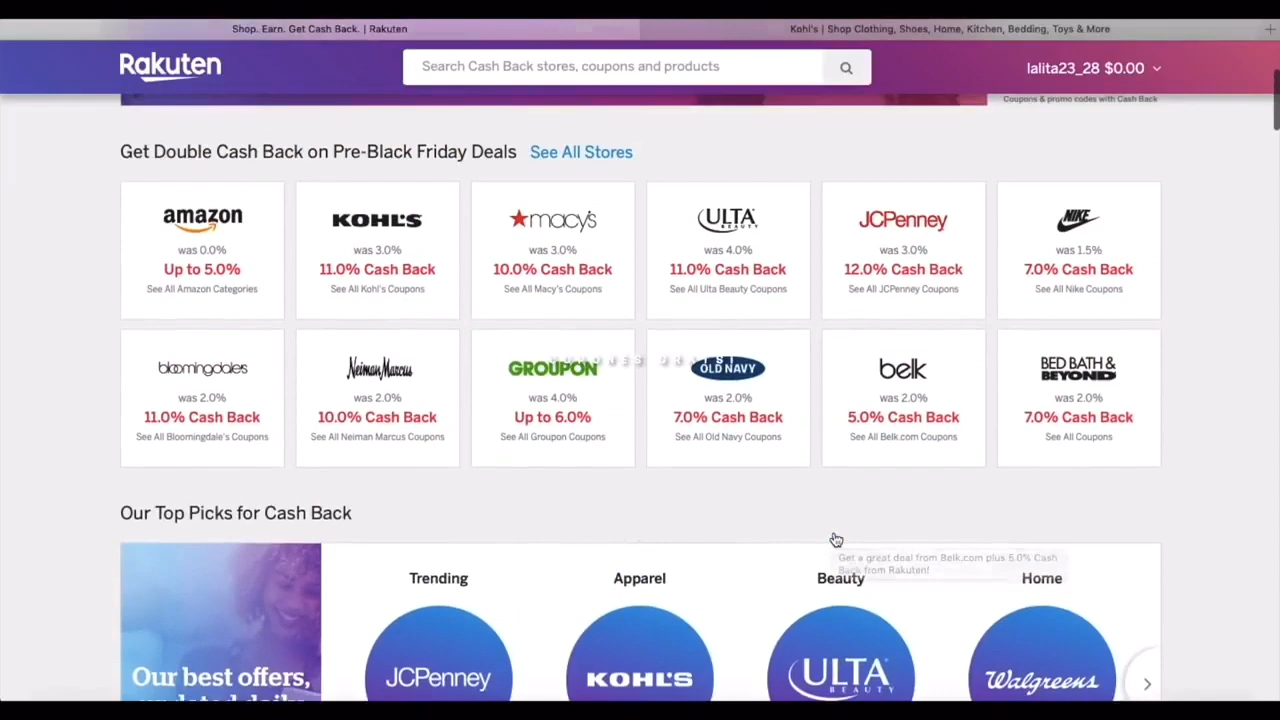 Shop. Earn. Get Cash Back. | Rakuten
Kohl's | Shop Clothing, Shoes, Home, Kitchen, Bedding, Toys & More
Rakuten
Search Cash Back stores, coupons and products
lalita23_28 $0.00
Coupons & promo codes with Cash Back
Get Double Cash Back on Pre-Black Friday Deals See All Stores
amazon
was 0.0%
Up to 5.0%
See All Amazon Categories
KOHL'S
was 3.0%
11.0% Cash Back
See All Kohl's Coupons
macy's
was 3.0%
10.0% Cash Back
See All Macy's Coupons
ULTA
BEAUTY
was 4.0%
11.0% Cash Back
See All Ulta Beauty Coupons
JCPenney
was 3.0%
12.0% Cash Back
See All JCPenney Coupons
NIKE
was 1.5%
7.0% Cash Back
See All Nike Coupons
bloomingdales
was 2.0%
11.0% Cash Back
See All Bloomingdale's Coupons
Neiman Marcus
was 2.0%
10.0% Cash Back
See All Neiman Marcus Coupons
GROUPON
was 4.0%
Up to 6.0%
See All Groupon Coupons
OLD NAVY
was 2.0%
7.0% Cash Back
See All Old Navy Coupons
belk
was 2.0%
5.0% Cash Back
See All Belk.com Coupons
BED BATH &
BEYOND
was 2.0%
7.0% Cash Back
See All Coupons
Our Top Picks for Cash Back
Get a great deal from Belk.com plus 5.0% Cash
Back from Rakuten!
Our best offers,
updated daily
Trending
JCPenney
Apparel
KOHL'S
Beauty
ULTA
BEAUTY
Home
Walgreens